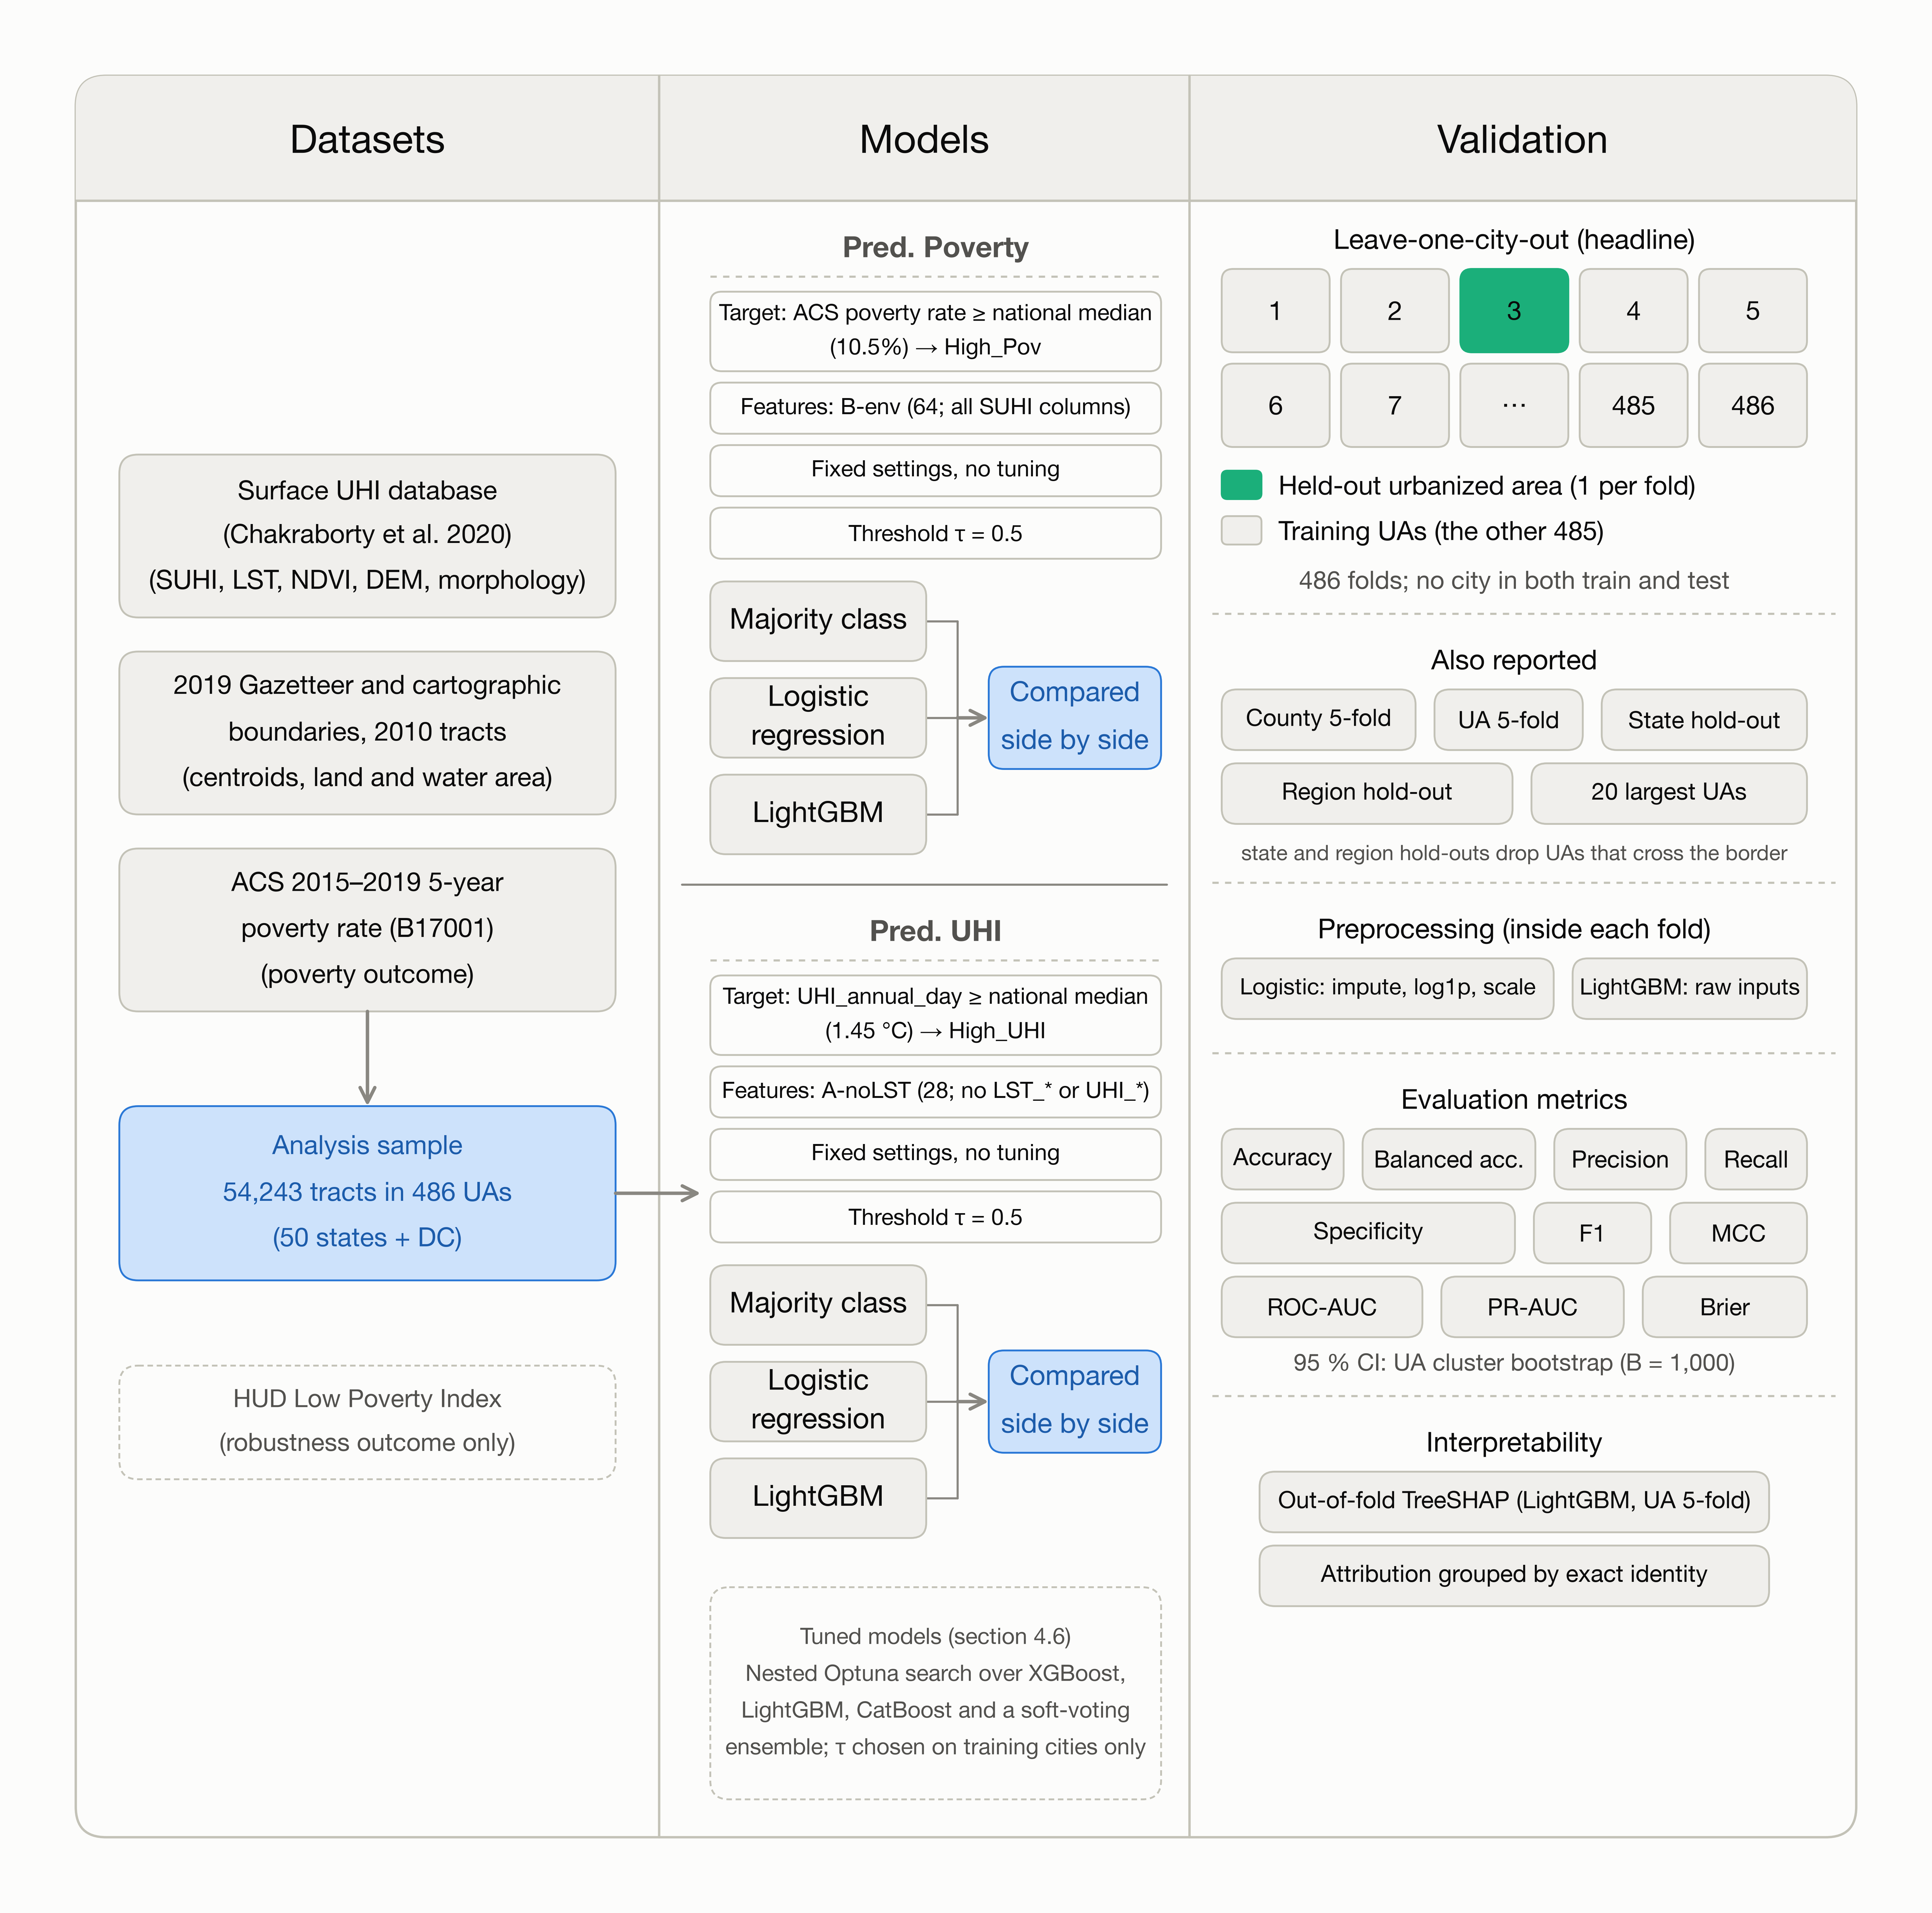 Datasets
Models
Validation
Surface UHI database
(Chakraborty et al. 2020)
(SUHI, LST, NDVI, DEM, morphology)
2019 Gazetteer and cartographic
boundaries, 2010 tracts
(centroids, land and water area)
ACS 2015–2019 5-year
poverty rate (B17001)
(poverty outcome)
Analysis sample
54,243 tracts in 486 UAs
(50 states + DC)
HUD Low Poverty Index
(robustness outcome only)
Pred. Poverty
Target: ACS poverty rate ≥ national median
(10.5%) → High_Pov
Features: B-env (64; all SUHI columns)
Fixed settings, no tuning
Threshold τ = 0.5
Majority class
Logistic
regression
LightGBM
Compared
side by side
Pred. UHI
Target: UHI_annual_day ≥ national median
(1.45 °C) → High_UHI
Features: A-noLST (28; no LST_* or UHI_*)
Fixed settings, no tuning
Threshold τ = 0.5
Majority class
Logistic
regression
LightGBM
Compared
side by side
Tuned models (section 4.6)
Nested Optuna search over XGBoost,
LightGBM, CatBoost and a soft-voting
ensemble; τ chosen on training cities only
Leave-one-city-out (headline)
1 2 3 4 5
6 7 ⋯ 485 486
Held-out urbanized area (1 per fold)
Training UAs (the other 485)
486 folds; no city in both train and test
Also reported
County 5-fold UA 5-fold State hold-out
Region hold-out 20 largest UAs
state and region hold-outs drop UAs that cross the border
Preprocessing (inside each fold)
Logistic: impute, log1p, scale LightGBM: raw inputs
Evaluation metrics
Accuracy Balanced acc. Precision Recall
Specificity F1 MCC
ROC-AUC PR-AUC Brier
95 % CI: UA cluster bootstrap (B = 1,000)
Interpretability
Out-of-fold TreeSHAP (LightGBM, UA 5-fold)
Attribution grouped by exact identity